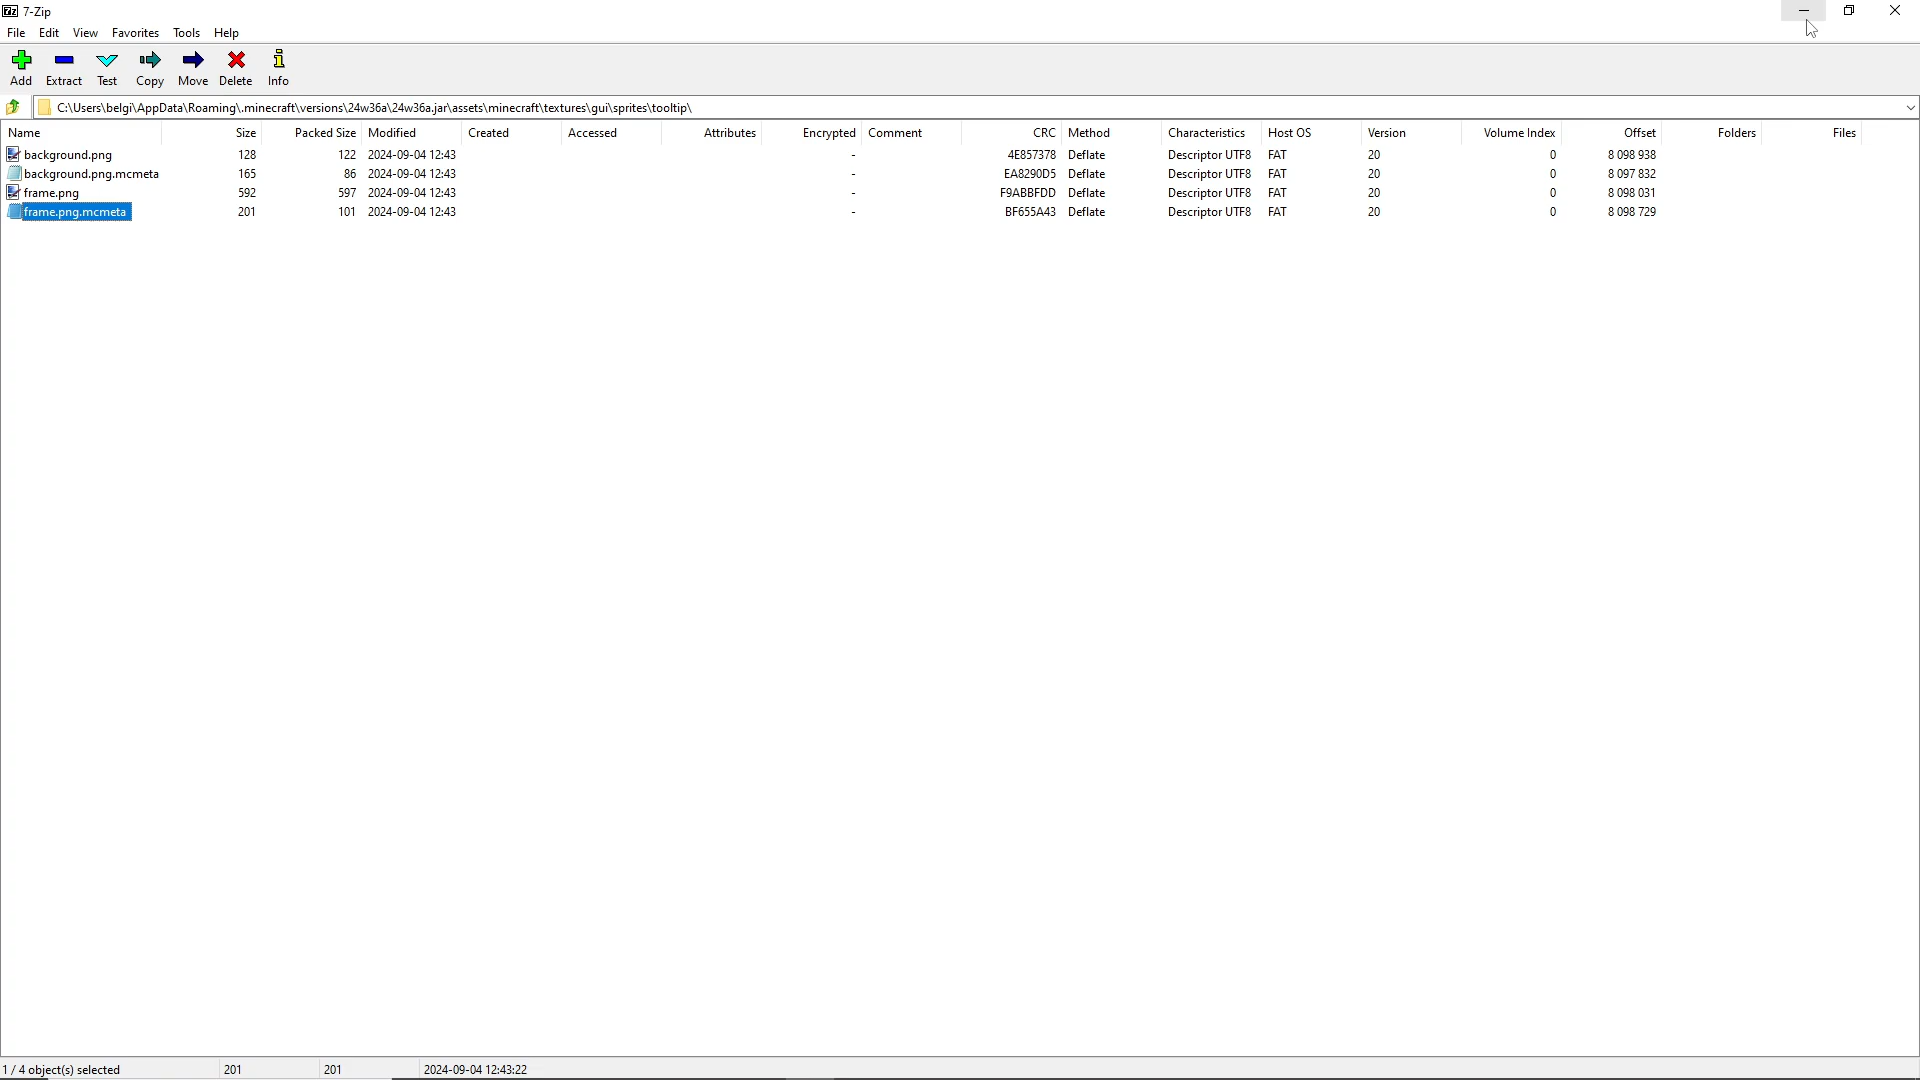 7z 7-Zip
File Edit View Favorites Tools Help
Add Extract Test Copy Move Delete Info
C:\Users\belgi\AppData\Roaming\.minecraft\versions\24w36a\24w36a.jar\assets\minecraft\textures\gui\sprites\tooltip\
Name Size Packed Size Modified Created Accessed Attributes Encrypted Comment CRC Method Characteristics Host OS Version Volume Index Offset Folders Files
background.png 128 122 2024-09-04 12:43 - 4E857378 Deflate Descriptor UTF8 FAT 20 0 8 098 938
background.png.mcmeta 165 86 2024-09-04 12:43 - EA8290D5 Deflate Descriptor UTF8 FAT 20 0 8 097 832
frame.png 592 597 2024-09-04 12:43 - F9ABBFDD Deflate Descriptor UTF8 FAT 20 0 8 098 031
frame.png.mcmeta 201 101 2024-09-04 12:43 - BF655A43 Deflate Descriptor UTF8 FAT 20 0 8 098 729
1 / 4 object(s) selected 201 201 2024-09-04 12:43:22